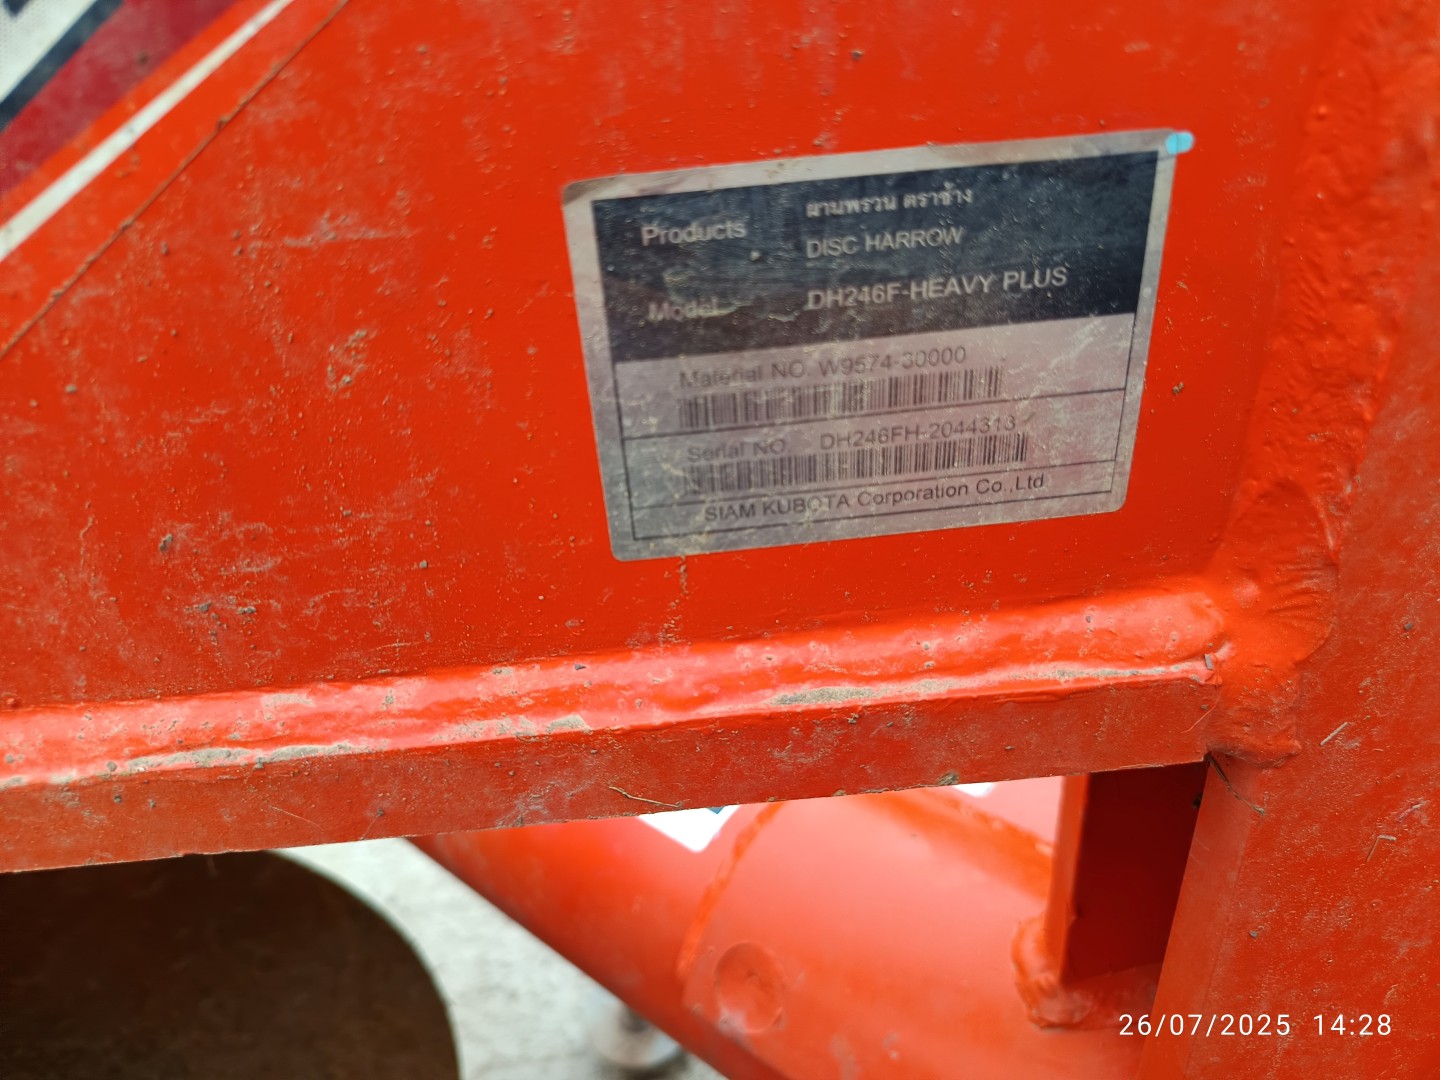 Products ผานพรวน ตราช้าง
DISC HARROW
Model DH246F-HEAVY PLUS
Material NO. W9574-30000
Serial NO. DH246FH-2044313
SIAM KUBOTA Corporation Co.,Ltd.
26/07/2025 14:28